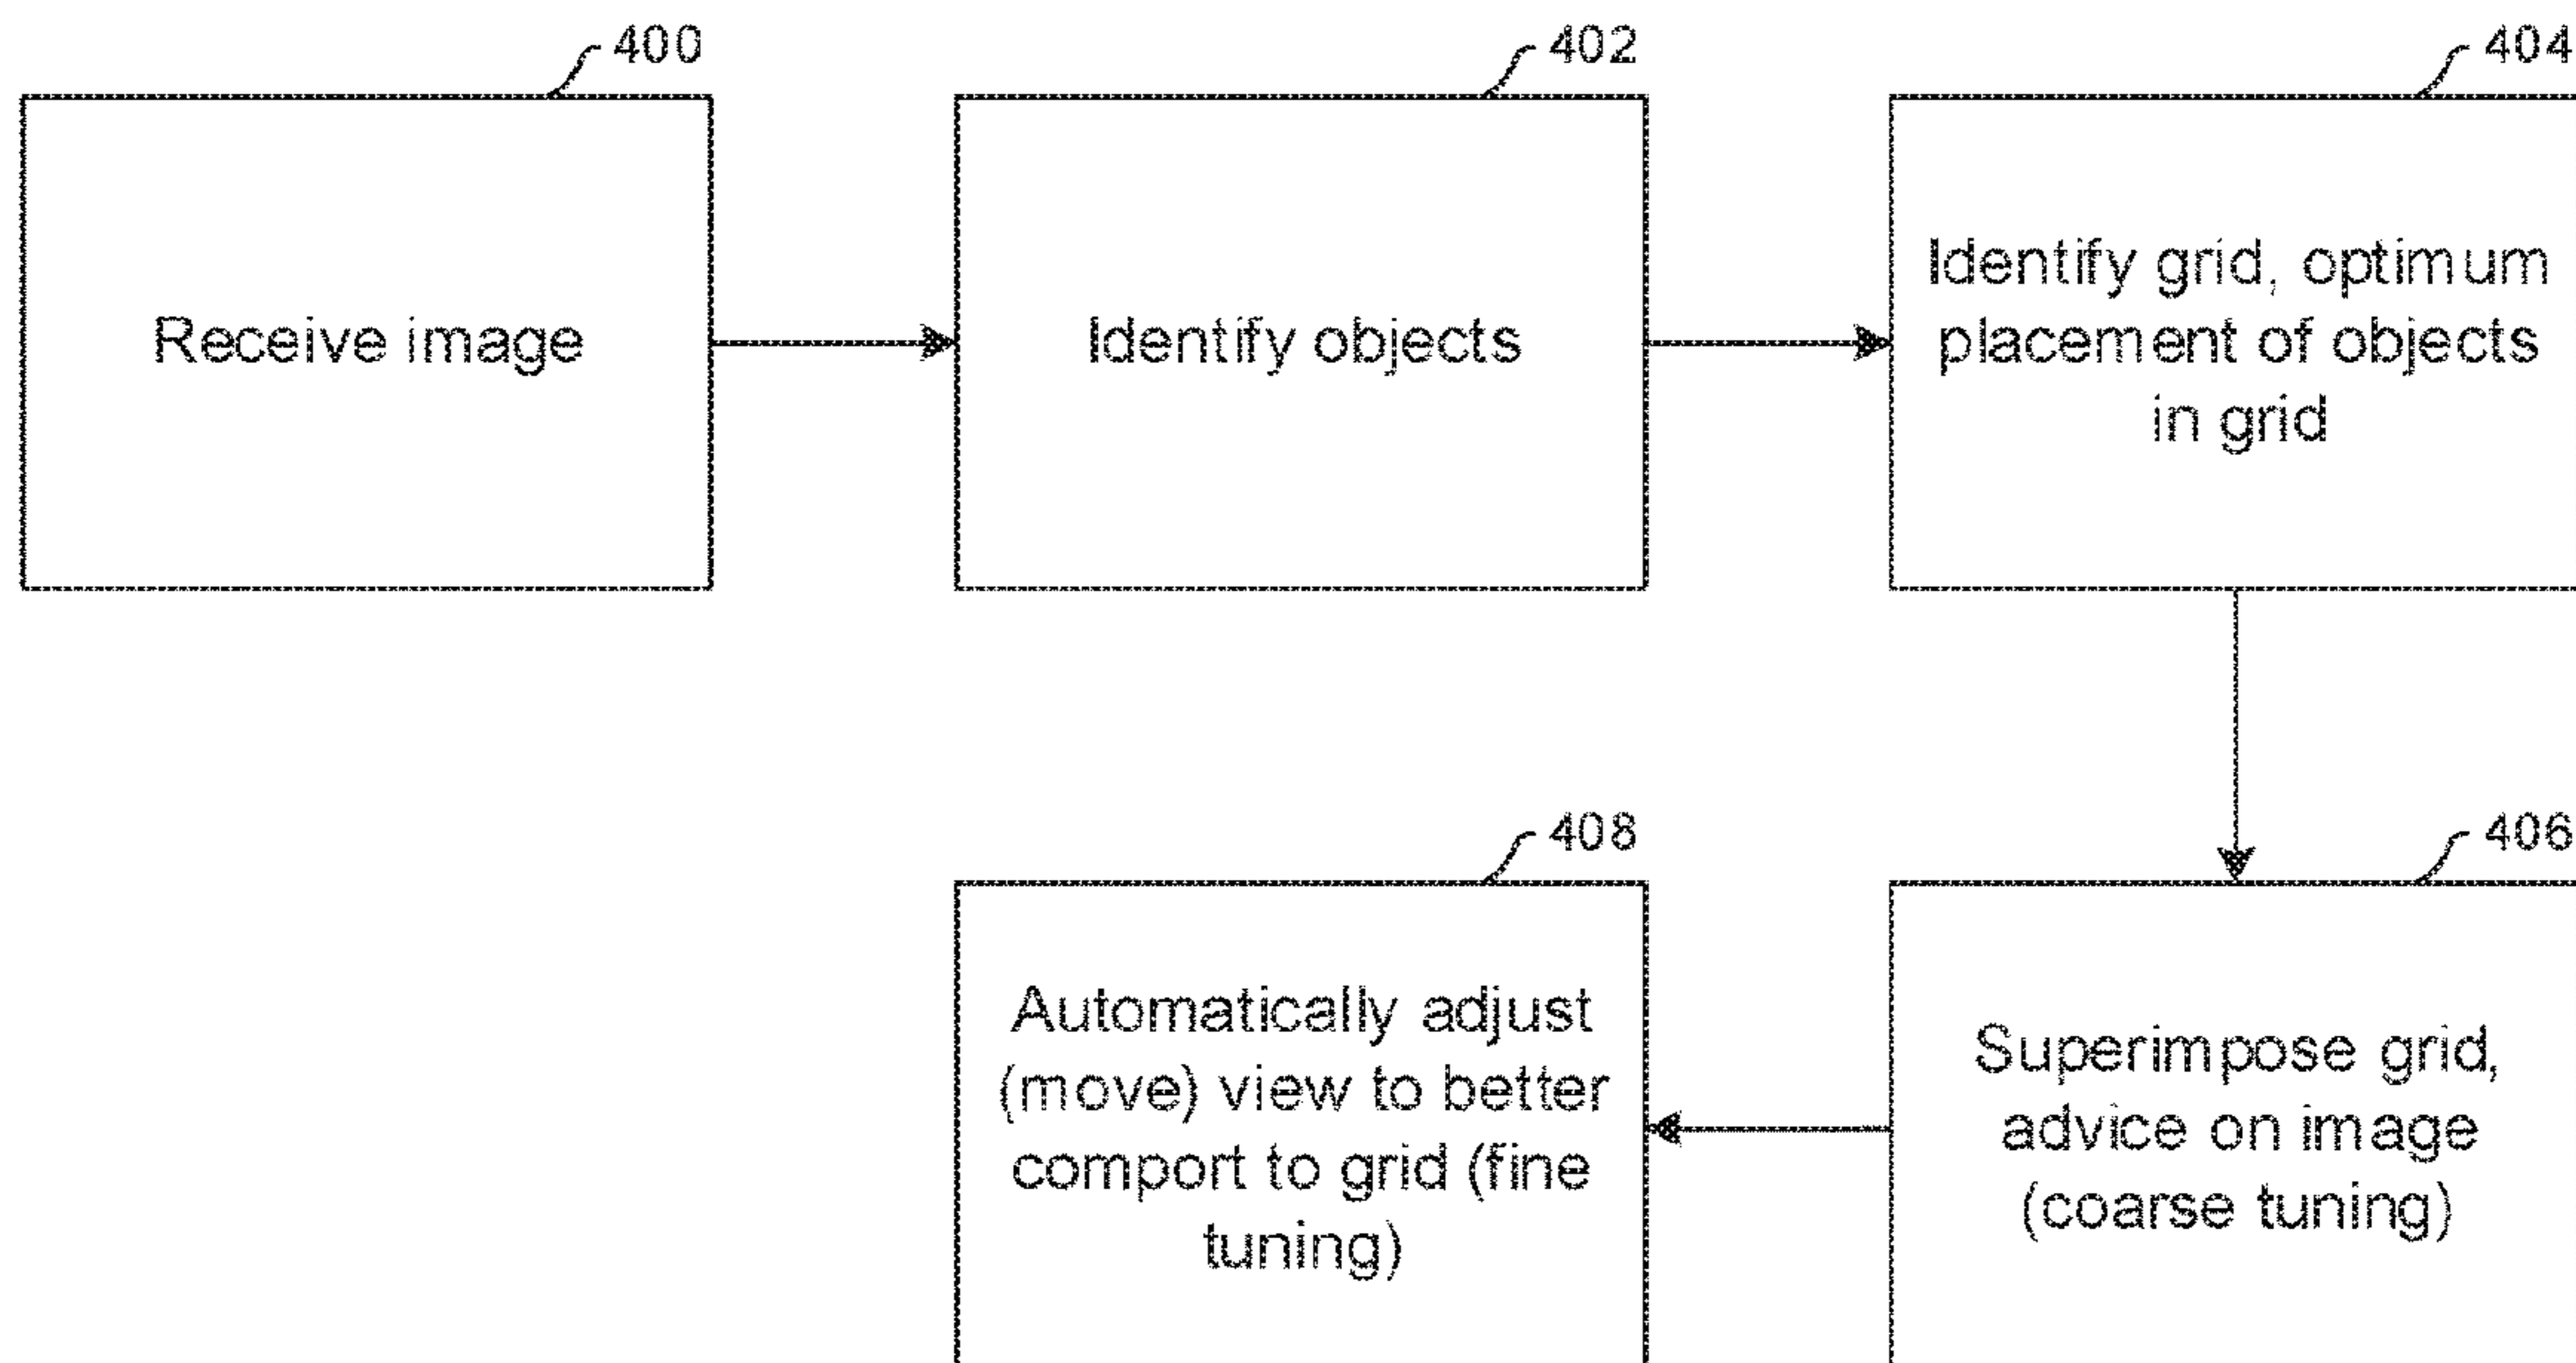 400
Receive image
402
Identify objects
404
Identify grid, optimum
placement of objects
in grid
406
Superimpose grid,
advice on image
(coarse tuning)
408
Automatically adjust
(move) view to better
comport to grid (fine
tuning)